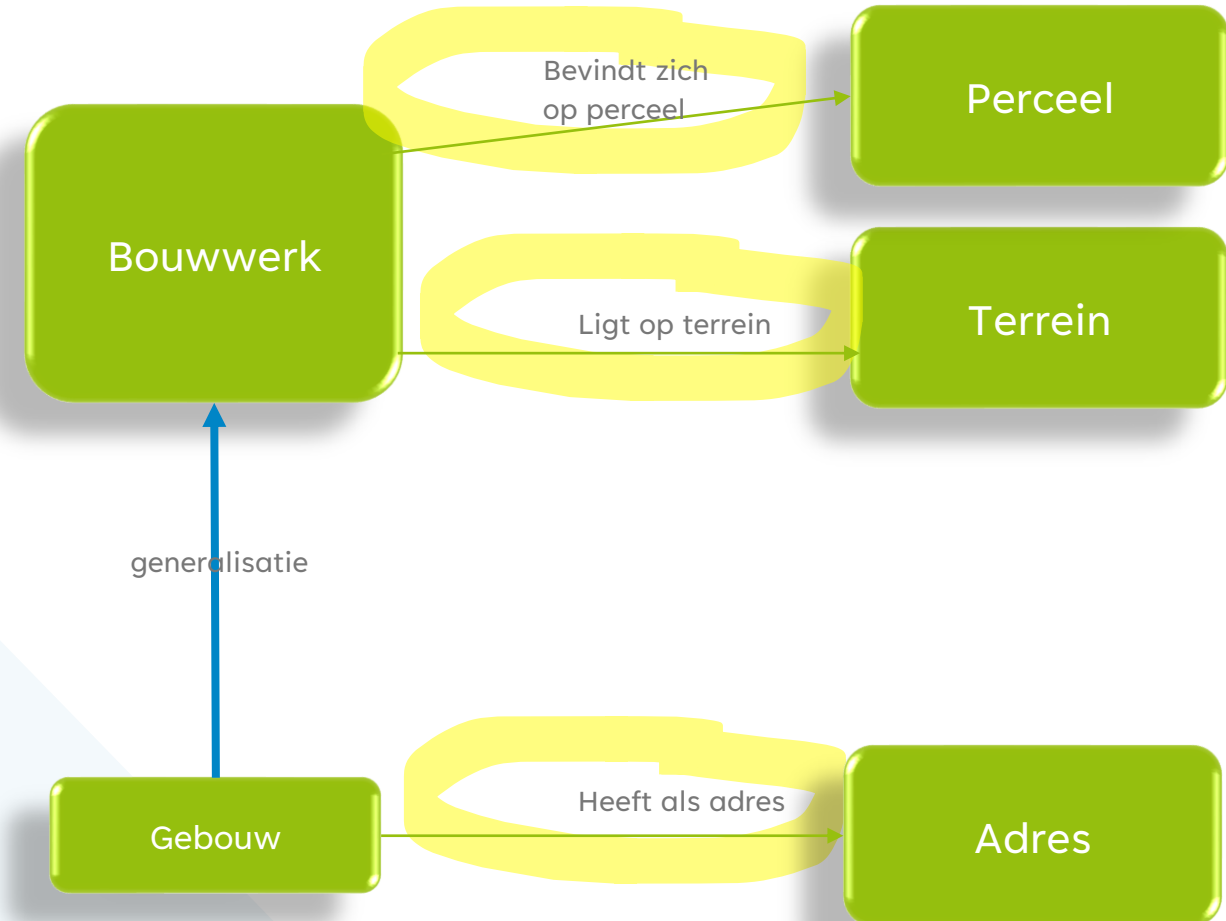 Bevindt zich
op perceel
Perceel
Bouwwerk
Ligt op terrein
Terrein
generalisatie
Gebouw
Heeft als adres
Adres